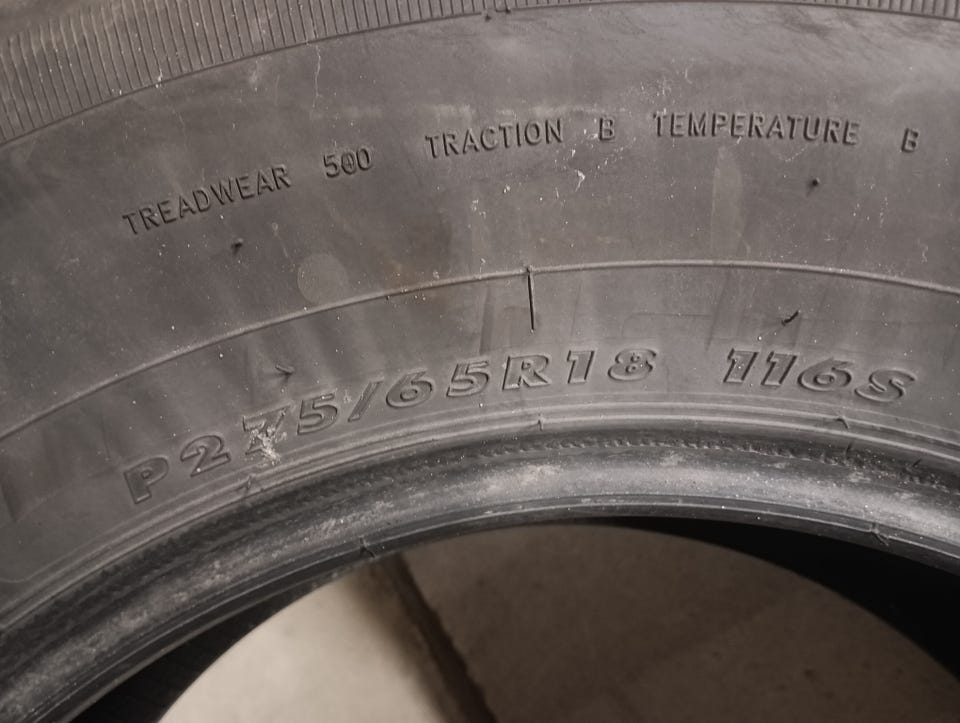 TREADWEAR 500 TRACTION B TEMPERATURE B
P275/65R18 116S